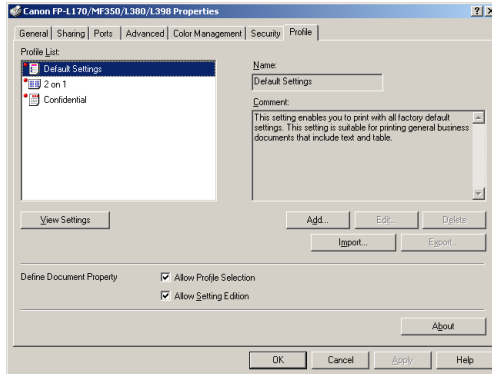 Canon FP-L170/MF350/L380/L398 Properties
General Sharing Ports Advanced Color Management Security Profile
Profile List:
Default Settings
2 on 1
Confidential
Name:
Default Settings
Comment:
This setting enables you to print with all factory default
settings. This setting is suitable for printing general business
documents that include text and table.
View Settings
Add... Edit... Delete
Import... Export...
Define Document Property
Allow Profile Selection
Allow Setting Edition
About
OK Cancel Apply Help